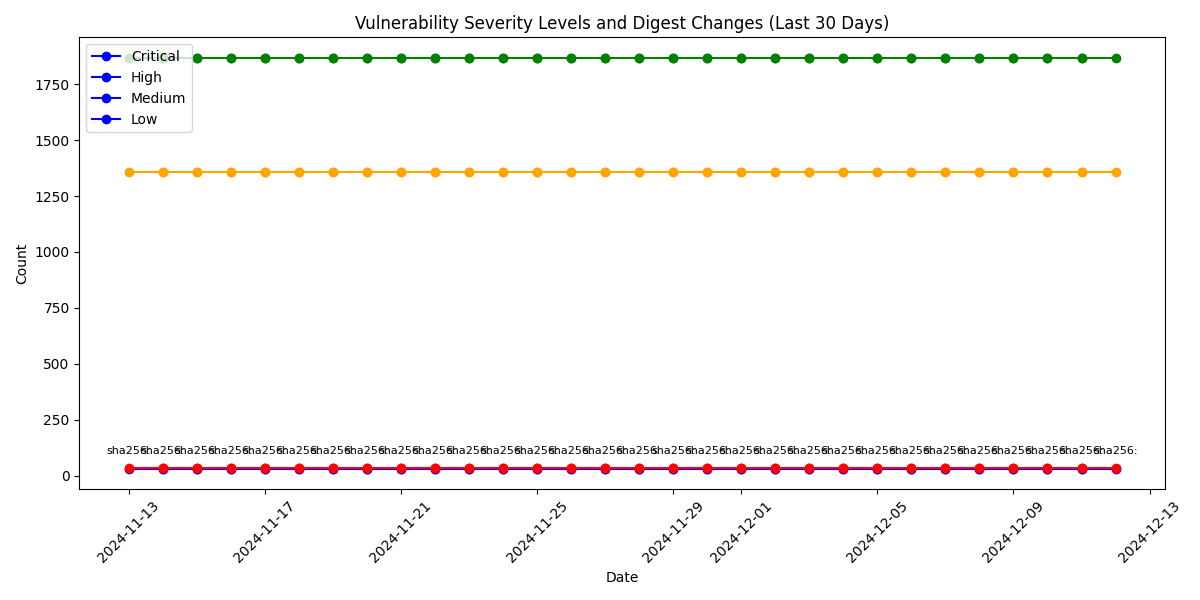 Vulnerability Severity Levels and Digest Changes (Last 30 Days)
Critical
High
Medium
Low
1750
1500
1250
1000
750
500
250
0
Count
sha256: sha256: sha256: sha256: sha256: sha256: sha256: sha256: sha256: sha256: sha256: sha256: sha256: sha256: sha256: sha256: sha256: sha256: sha256: sha256: sha256: sha256: sha256: sha256: sha256: sha256: sha256: sha256: sha256: sha256:
2024-11-13
2024-11-17
2024-11-21
2024-11-25
2024-11-29
2024-12-01
2024-12-05
2024-12-09
2024-12-13
Date